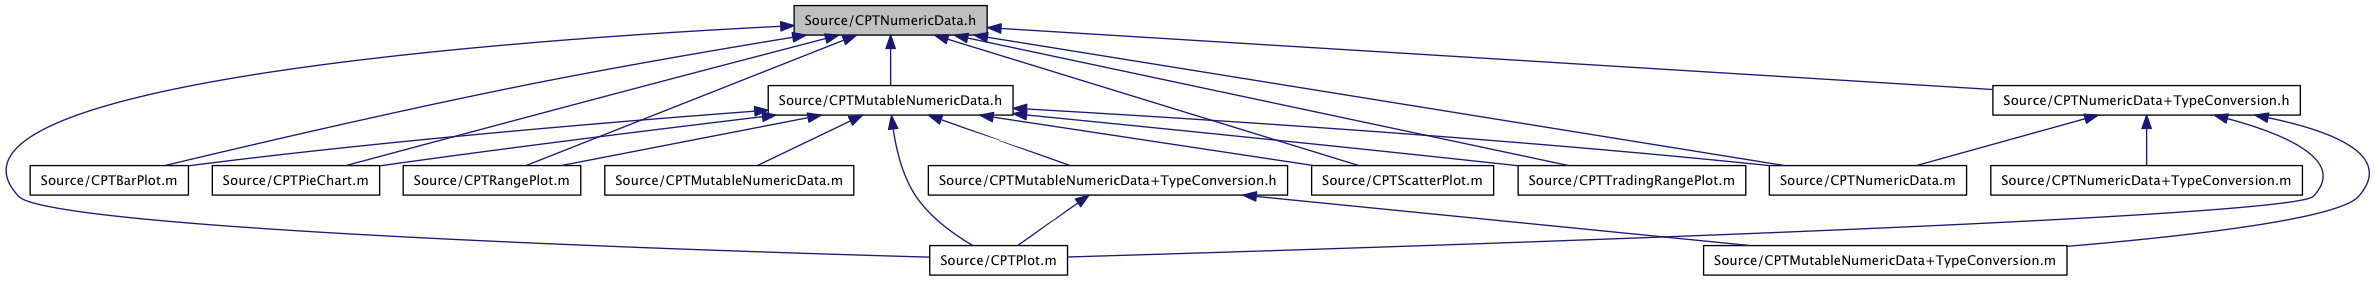 Source/CPTNumericData.h
Source/CPTMutableNumericData.h
Source/CPTNumericData+TypeConversion.h
Source/CPTBarPlot.m
Source/CPTPieChart.m
Source/CPTRangePlot.m
Source/CPTMutableNumericData.m
Source/CPTMutableNumericData+TypeConversion.h
Source/CPTScatterPlot.m
Source/CPTTradingRangePlot.m
Source/CPTNumericData.m
Source/CPTNumericData+TypeConversion.m
Source/CPTPlot.m
Source/CPTMutableNumericData+TypeConversion.m